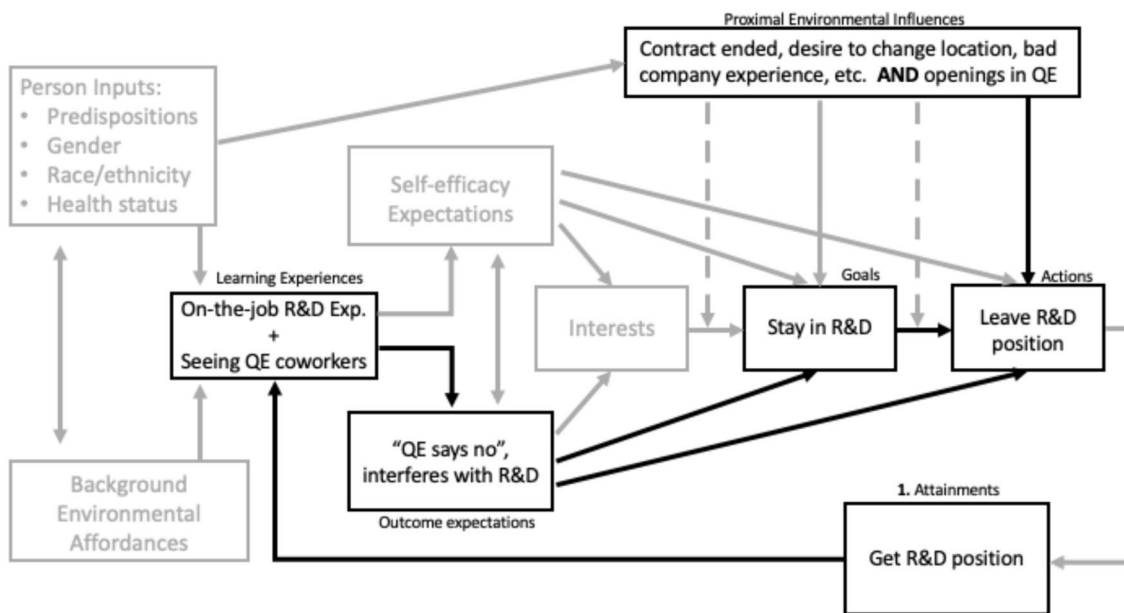 Proximal Environmental Influences
Contract ended, desire to change location, bad
company experience, etc. AND openings in QE
Person Inputs:
• Predispositions
• Gender
• Race/ethnicity
• Health status
Self-efficacy
Expectations
Learning Experiences
On-the-job R&D Exp.
+
Seeing QE coworkers
Interests
Goals
Stay in R&D
Actions
Leave R&D
position
"QE says no",
interferes with R&D
Outcome expectations
Background
Environmental
Affordances
1. Attainments
Get R&D position